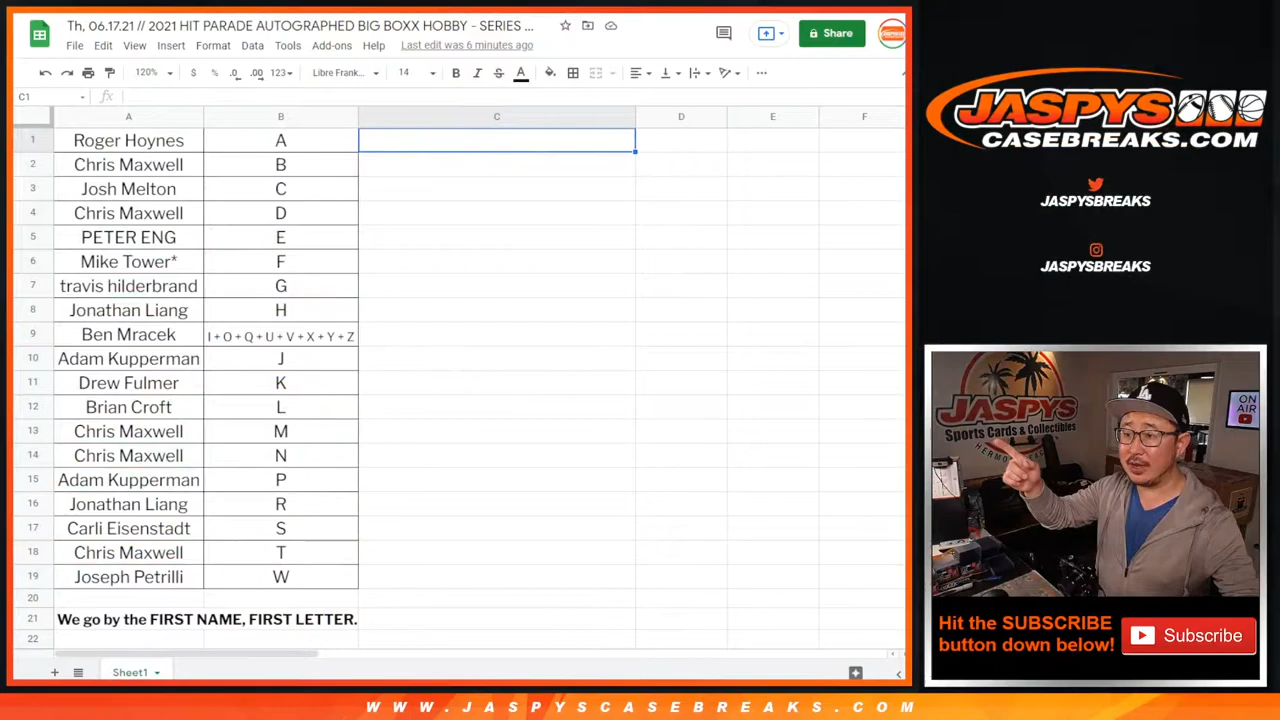 Th, 06.17.21 // 2021 HIT PARADE AUTOGRAPHED BIG BOXX HOBBY - SERIES ...
File Edit View Insert Format Data Tools Add-ons Help Last edit was 6 minutes ago
Share
120% $ % .0 .00 123 Libre Frank... 14 B I S A
C1 fx
A B C D E F
1 Roger Hoynes A
2 Chris Maxwell B
3 Josh Melton C
4 Chris Maxwell D
5 PETER ENG E
6 Mike Tower* F
7 travis hilderbrand G
8 Jonathan Liang H
9 Ben Mracek I + O + Q + U + V + X + Y + Z
10 Adam Kupperman J
11 Drew Fulmer K
12 Brian Croft L
13 Chris Maxwell M
14 Chris Maxwell N
15 Adam Kupperman P
16 Jonathan Liang R
17 Carli Eisenstadt S
18 Chris Maxwell T
19 Joseph Petrilli W
20
21 We go by the FIRST NAME, FIRST LETTER.
22
Sheet1
JASPYS
CASEBREAKS.COM
JASPYSBREAKS
JASPYSBREAKS
JASPYS
Sports Cards & Collectibles
HERMOSA BEACH
ON
AIR
LA
Hit the SUBSCRIBE
button down below!
Subscribe
WWW.JASPYSCASEBREAKS.COM